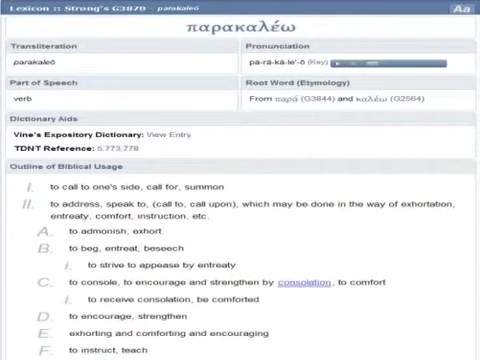 Lexicon :: Strong's G3870 - parakaleō
Aa
παρακαλέω
Transliteration
Pronunciation
parakaleō
pä-rä-kä-le'-ō (Key)
Part of Speech
Root Word (Etymology)
verb
From παρά (G3844) and καλέω (G2564)
Dictionary Aids
Vine's Expository Dictionary: View Entry
TDNT Reference: 5:773,778
Outline of Biblical Usage
I. to call to one's side, call for, summon
II. to address, speak to, (call to, call upon), which may be done in the way of exhortation,
entreaty, comfort, instruction, etc.
A. to admonish, exhort
B. to beg, entreat, beseech
i. to strive to appease by entreaty
C. to console, to encourage and strengthen by consolation, to comfort
i. to receive consolation, be comforted
D. to encourage, strengthen
E. exhorting and comforting and encouraging
F. to instruct, teach